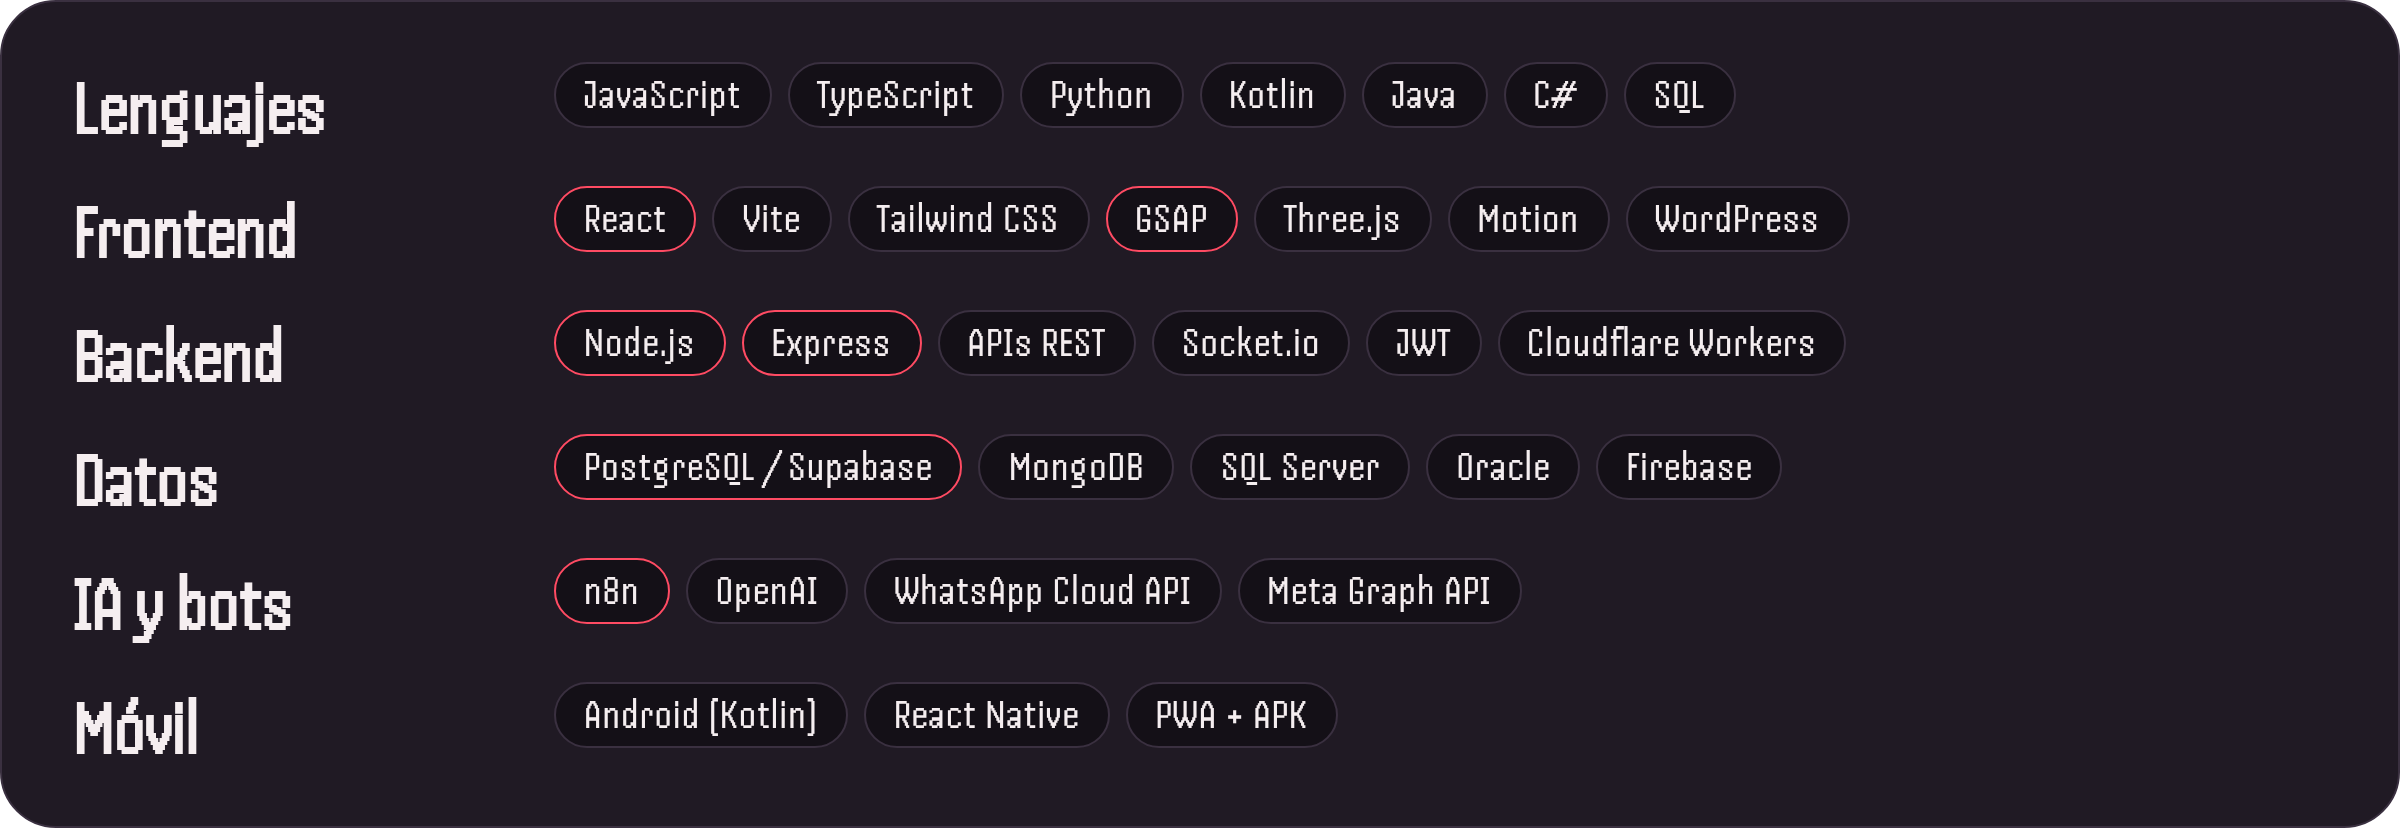 Lenguajes JavaScript TypeScript Python Kotlin Java C# SQL
Frontend React Vite Tailwind CSS GSAP Three.js Motion WordPress
Backend Node.js Express APIs REST Socket.io JWT Cloudflare Workers
Datos PostgreSQL / Supabase MongoDB SQL Server Oracle Firebase
IA y bots n8n OpenAI WhatsApp Cloud API Meta Graph API
Móvil Android (Kotlin) React Native PWA + APK